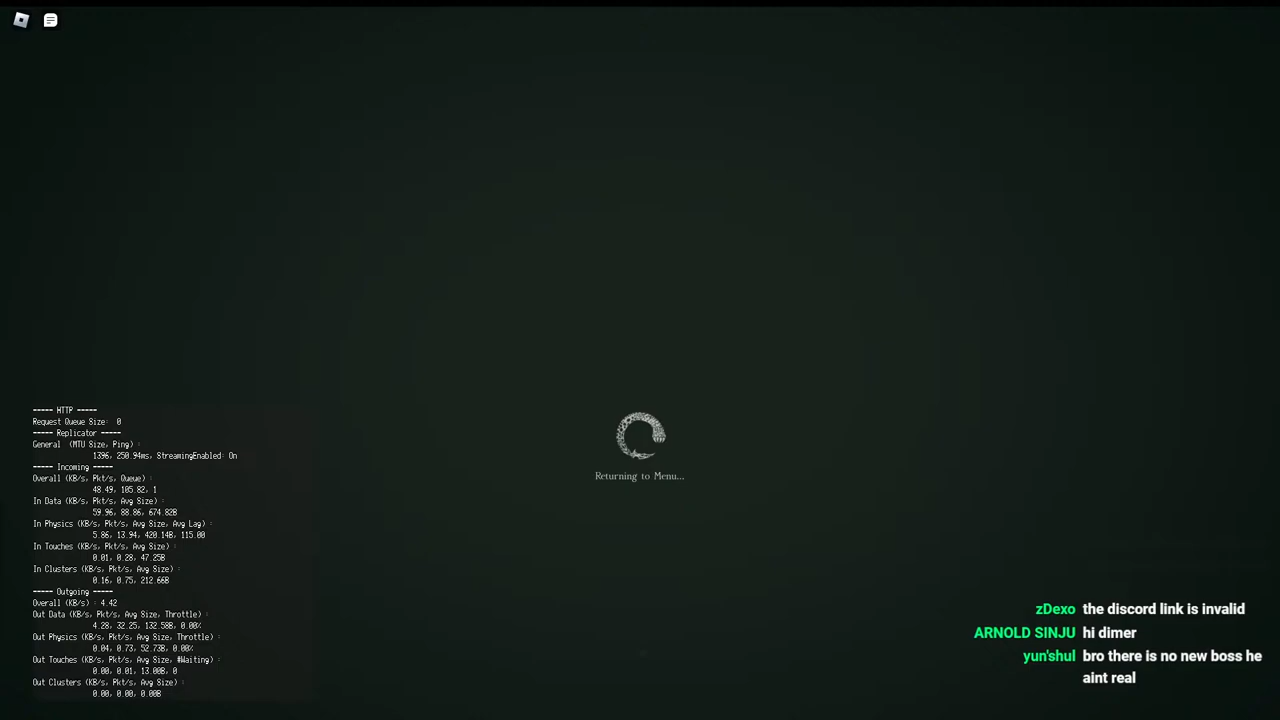 ----- HTTP -----
Request Queue Size:  0
----- Replicator -----
General  (MTU Size, Ping) :
1396, 250.94ms, StreamingEnabled: On
----- Incoming -----
Overall (KB/s, Pkt/s, Queue) :
48.49, 105.82, 1
In Data (KB/s, Pkt/s, Avg Size) :
59.96, 88.86, 674.82B
In Physics (KB/s, Pkt/s, Avg Size, Avg Lag) :
5.86, 13.94, 420.14B, 115.00
In Touches (KB/s, Pkt/s, Avg Size) :
0.01, 0.28, 47.25B
In Clusters (KB/s, Pkt/s, Avg Size) :
0.16, 0.75, 212.66B
----- Outgoing -----
Overall (KB/s) : 4.42
Out Data (KB/s, Pkt/s, Avg Size, Throttle) :
4.28, 32.25, 132.58B, 0.00%
Out Physics (KB/s, Pkt/s, Avg Size, Throttle) :
0.04, 0.73, 52.73B, 0.00%
Out Touches (KB/s, Pkt/s, Avg Size, #Waiting) :
0.00, 0.01, 13.00B, 0
Out Clusters (KB/s, Pkt/s, Avg Size) :
0.00, 0.00, 0.00B
Returning to Menu...
zDexo the discord link is invalid
ARNOLD SINJU hi dimer
yun'shul bro there is no new boss he
aint real